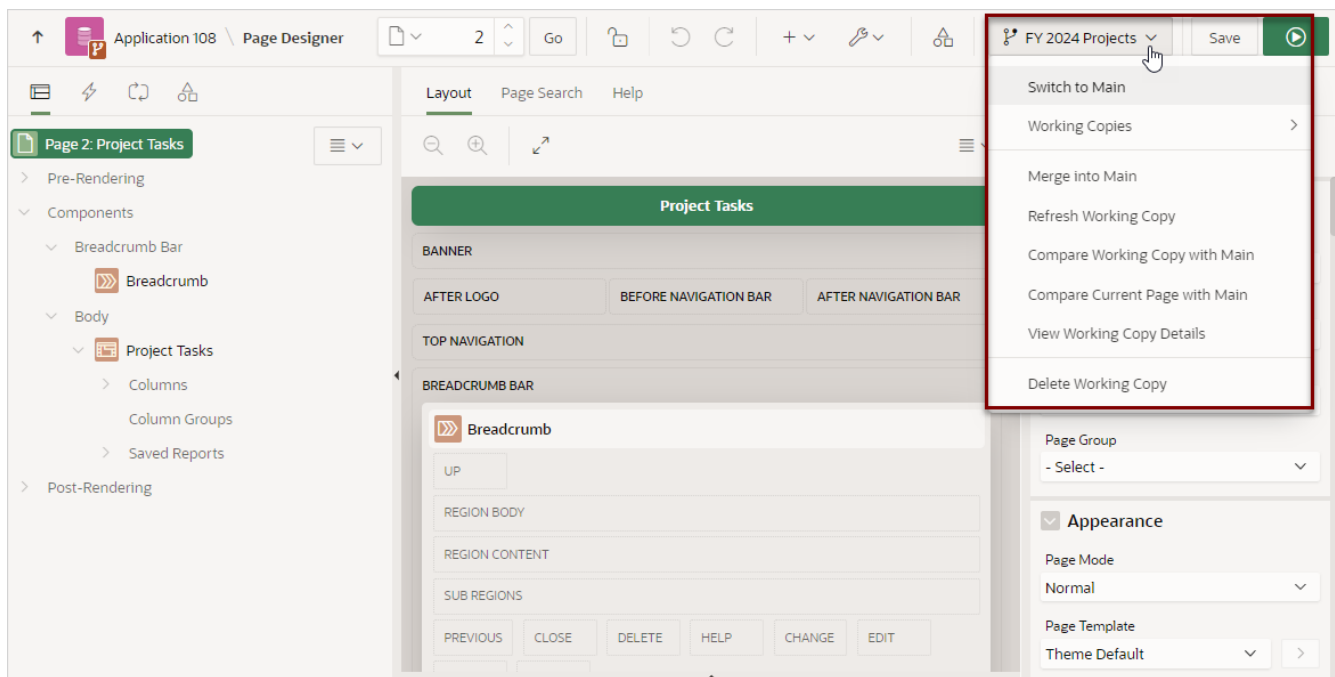 Application 108 \ Page Designer
2
Go
FY 2024 Projects
Save
Layout
Page Search
Help
Page 2: Project Tasks
Pre-Rendering
Components
Breadcrumb Bar
Breadcrumb
Body
Project Tasks
Columns
Column Groups
Saved Reports
Post-Rendering
Project Tasks
BANNER
AFTER LOGO
BEFORE NAVIGATION BAR
AFTER NAVIGATION BAR
TOP NAVIGATION
BREADCRUMB BAR
Breadcrumb
UP
REGION BODY
REGION CONTENT
SUB REGIONS
PREVIOUS
CLOSE
DELETE
HELP
CHANGE
EDIT
Switch to Main
Working Copies
Merge into Main
Refresh Working Copy
Compare Working Copy with Main
Compare Current Page with Main
View Working Copy Details
Delete Working Copy
Page Group
- Select -
Appearance
Page Mode
Normal
Page Template
Theme Default